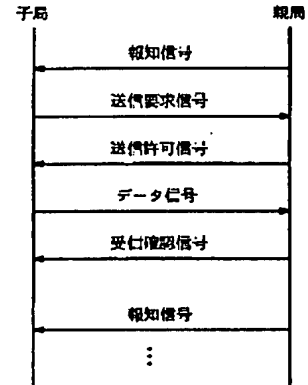 子局 親局
報知信号
送信要求信号
送信許可信号
データ信号
受信確認信号
報知信号
⋮